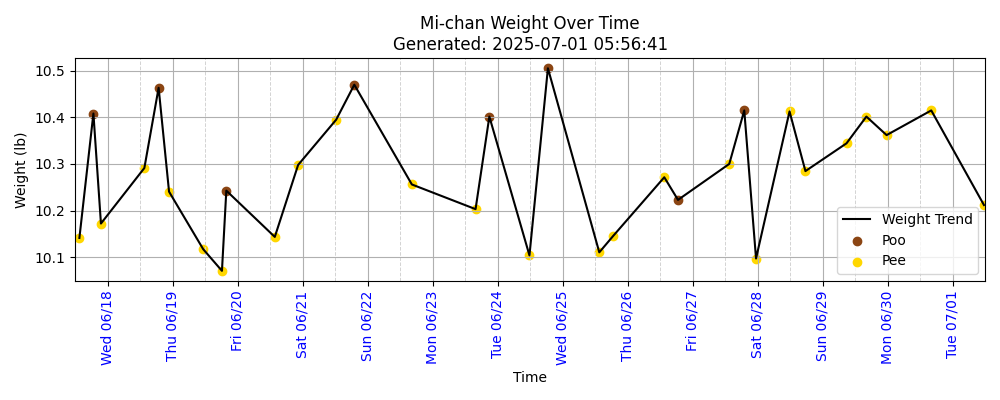 Mi-chan Weight Over Time
Generated: 2025-07-01 05:56:41
Weight (lb)
10.5
10.4
10.3
10.2
10.1
Weight Trend
Poo
Pee
Wed 06/18
Thu 06/19
Fri 06/20
Sat 06/21
Sun 06/22
Mon 06/23
Tue 06/24
Wed 06/25
Thu 06/26
Fri 06/27
Sat 06/28
Sun 06/29
Mon 06/30
Tue 07/01
Time